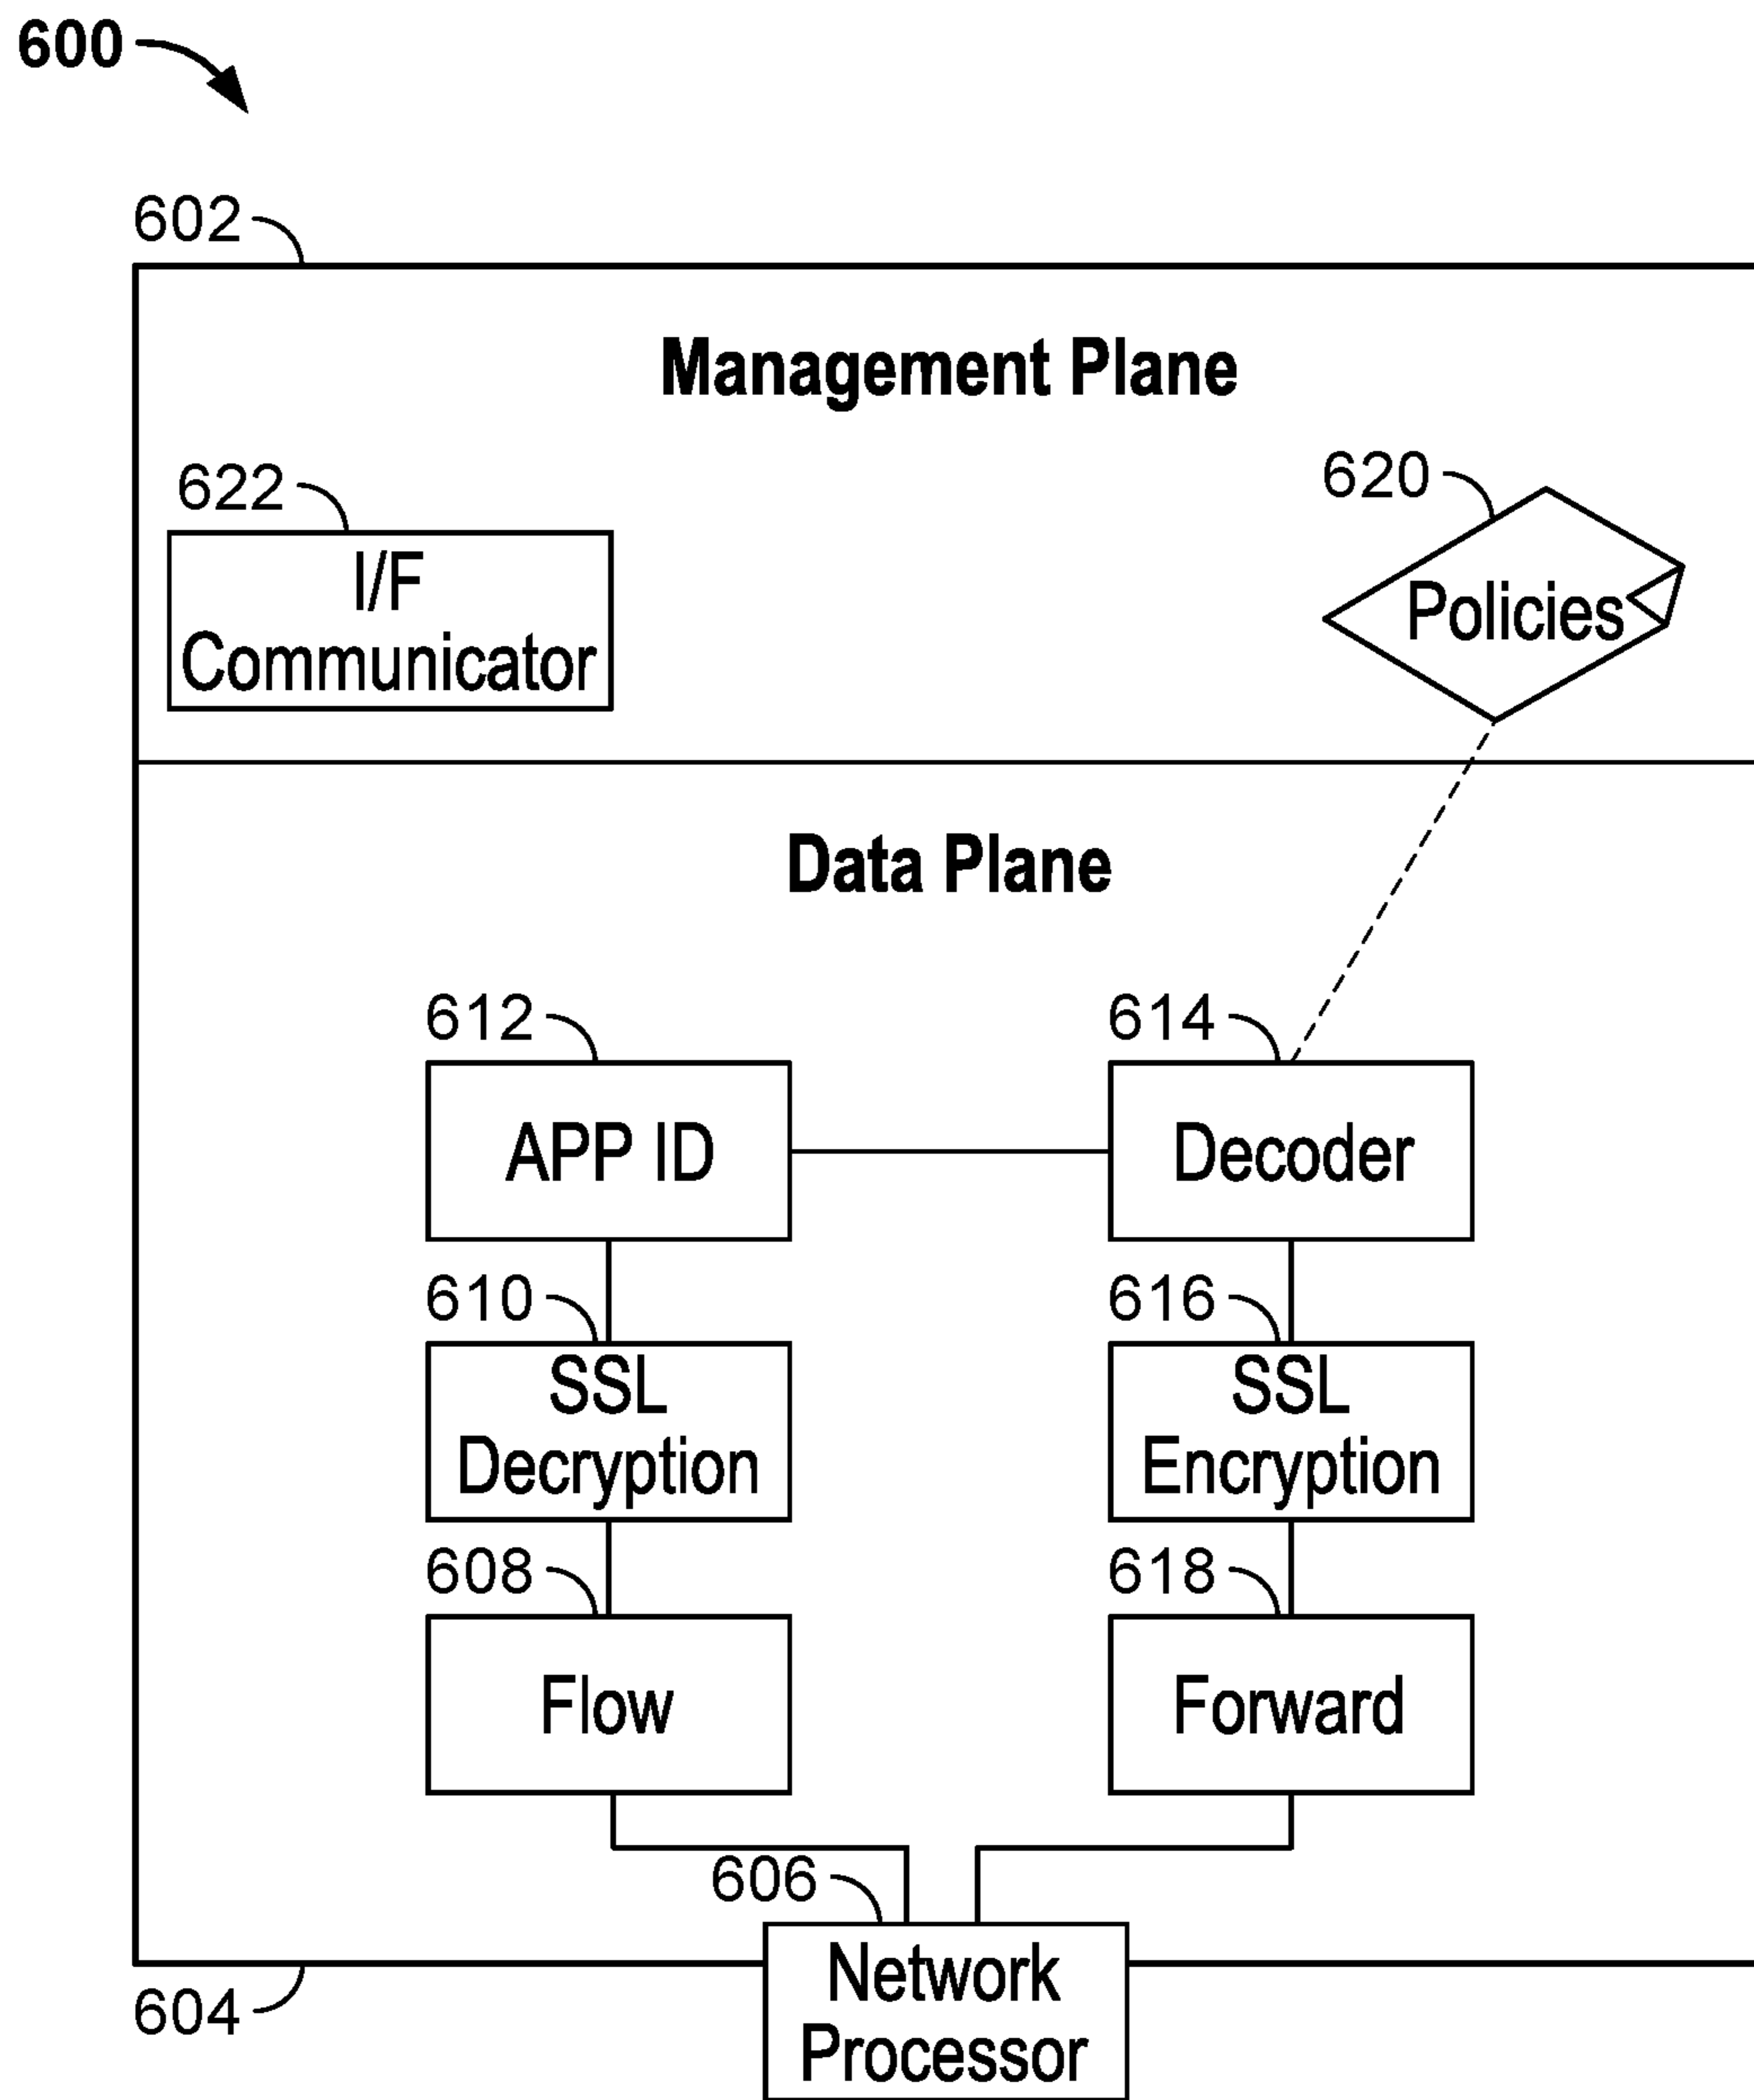 600
602
Management Plane
622
620
I/F
Communicator
Policies
Data Plane
612
614
APP ID
Decoder
610
616
SSL
Decryption
SSL
Encryption
608
618
Flow
Forward
606
Network
Processor
604